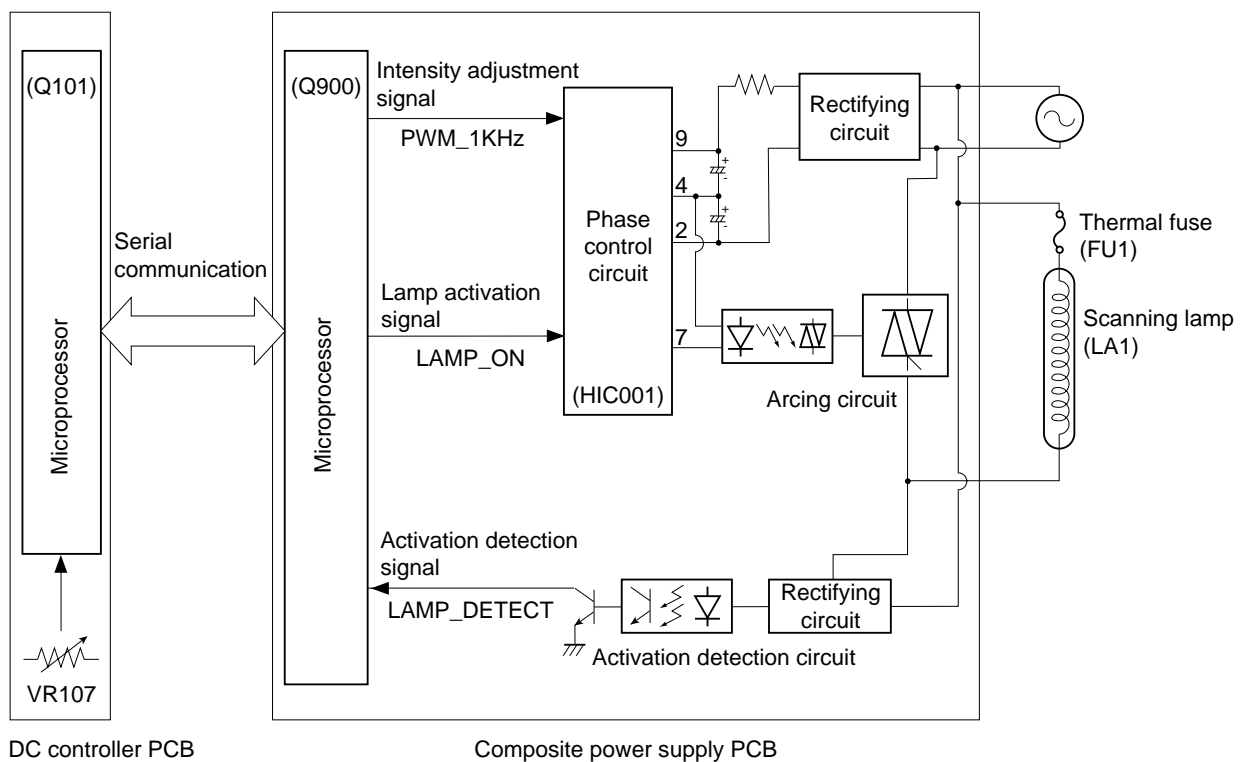 (Q101)
Microprocessor
VR107
DC controller PCB
Serial
communication
(Q900)
Microprocessor
Intensity adjustment
signal
PWM_1KHz
Lamp activation
signal
LAMP_ON
Activation detection
signal
LAMP_DETECT
Phase
control
circuit
(HIC001)
9
4
2
7
+
-
+
-
Rectifying
circuit
Arcing circuit
Rectifying
circuit
Activation detection circuit
Thermal fuse
(FU1)
Scanning lamp
(LA1)
Composite power supply PCB